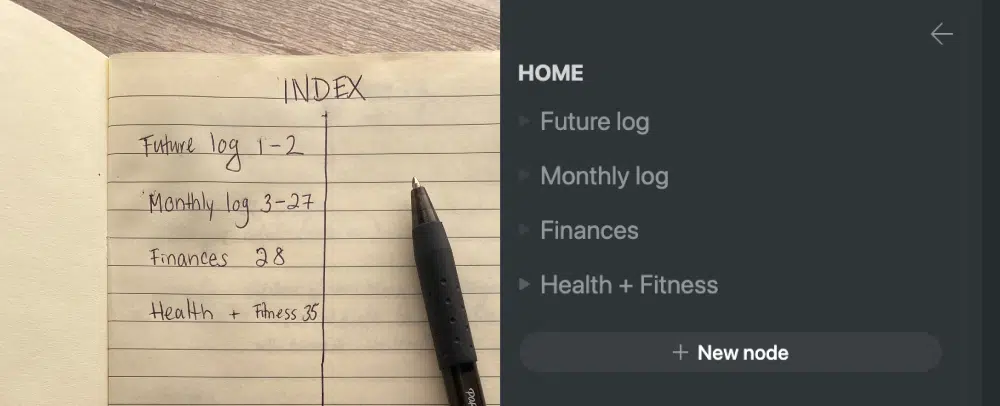 INDEX
Future log 1-2
Monthly log 3-27
Finances 28
Health + Fitness 35
HOME
Future log
Monthly log
Finances
Health + Fitness
+ New node